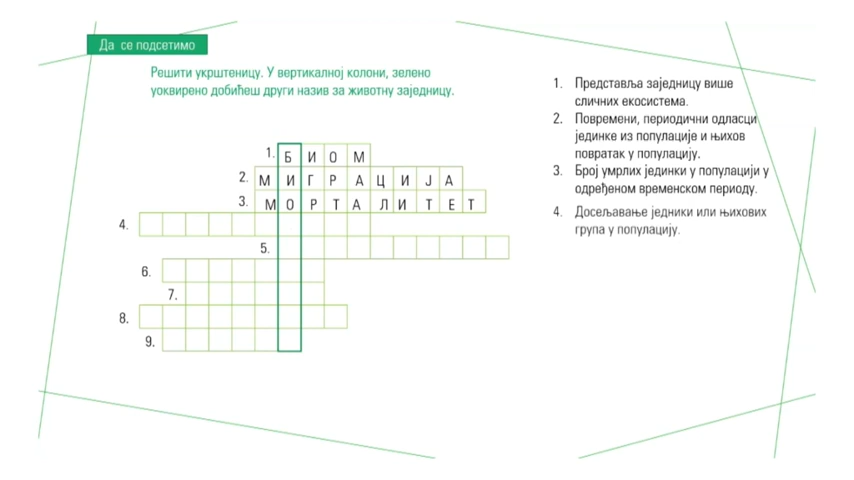 Да се подсетимо
Решити укрштеницу. У вертикалној колони, зелено
уоквирено добићеш други назив за животну заједницу.
1. Б И О М
2. М И Г Р А Ц И Ј А
3. М О Р Т А Л И Т Е Т
4.
5.
6.
7.
8.
9.
1. Представља заједницу више
сличних екосистема.
2. Повремени, периодични одласци
јединке из популације и њихов
повратак у популацију.
3. Број умрлих јединки у популацији у
одређеном временском периоду.
4. Досељавање једники или њихових
група у популацију.